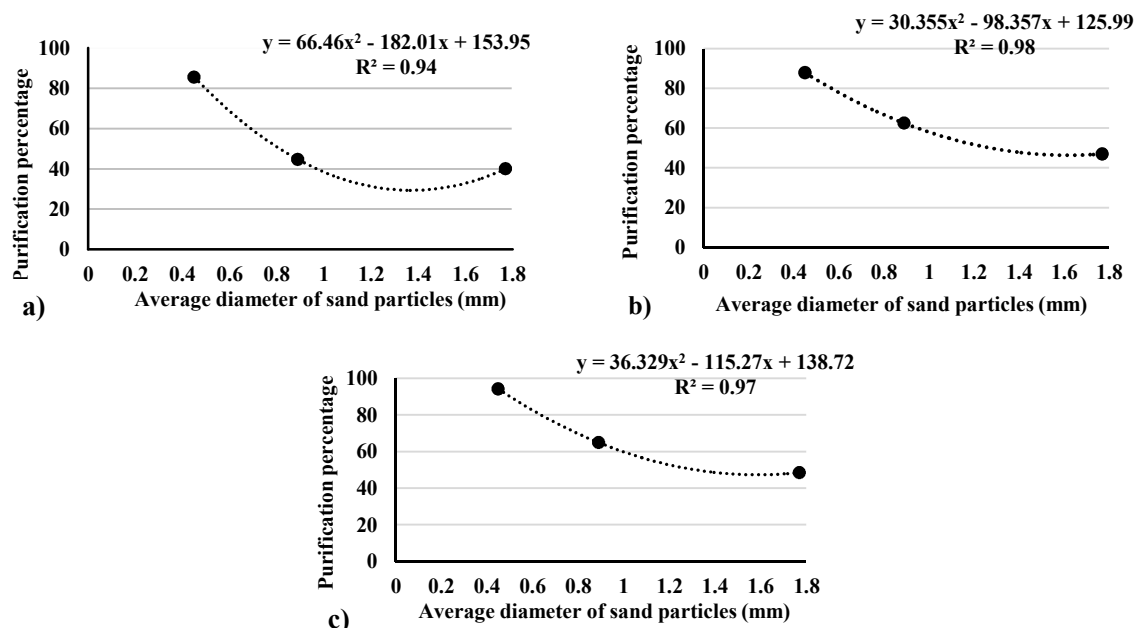 y = 66.46x² - 182.01x + 153.95
R² = 0.94
100
80
60
40
20
0
Purification percentage
0 0.2 0.4 0.6 0.8 1 1.2 1.4 1.6 1.8
Average diameter of sand particles (mm)
a)
y = 30.355x² - 98.357x + 125.99
R² = 0.98
100
80
60
40
20
0
Purification percentage
0 0.2 0.4 0.6 0.8 1 1.2 1.4 1.6 1.8
Average diameter of sand particles (mm)
b)
y = 36.329x² - 115.27x + 138.72
R² = 0.97
100
80
60
40
20
0
Purification percentage
0 0.2 0.4 0.6 0.8 1 1.2 1.4 1.6 1.8
Average diameter of sand particles (mm)
c)